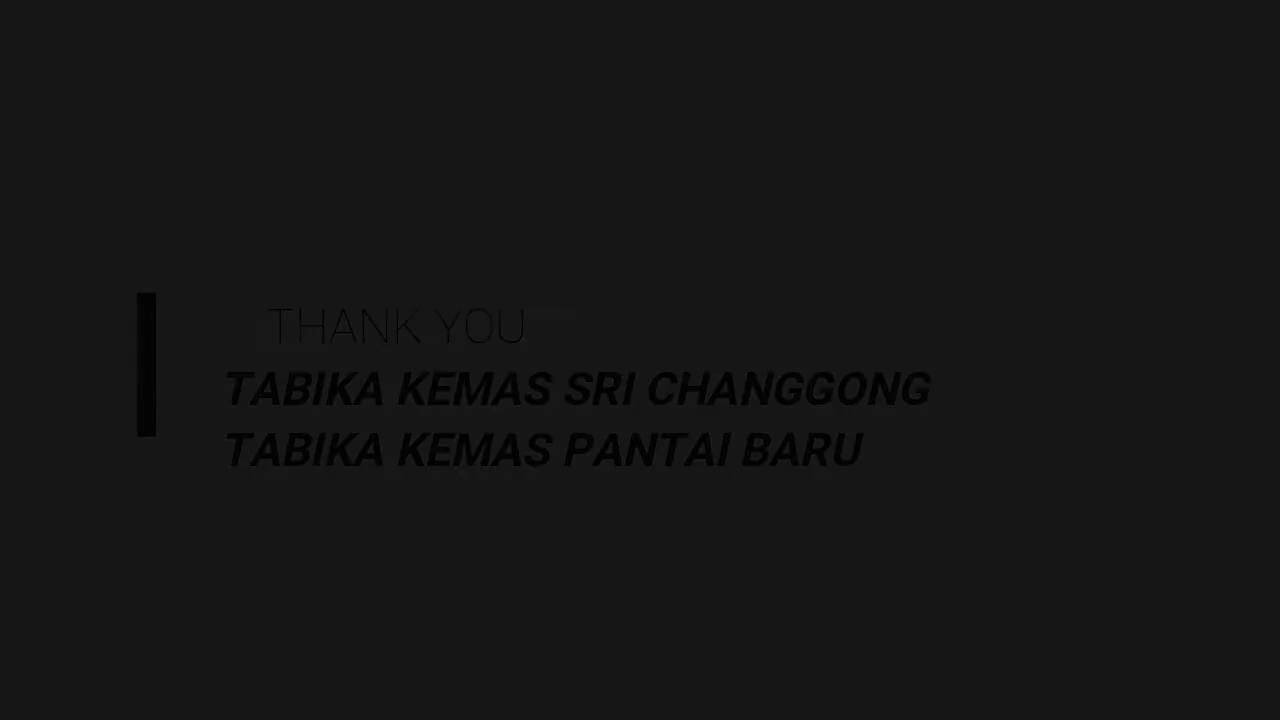 THANK YOU
TABIKA KEMAS SRI CHANGGONG
TABIKA KEMAS PANTAI BARU